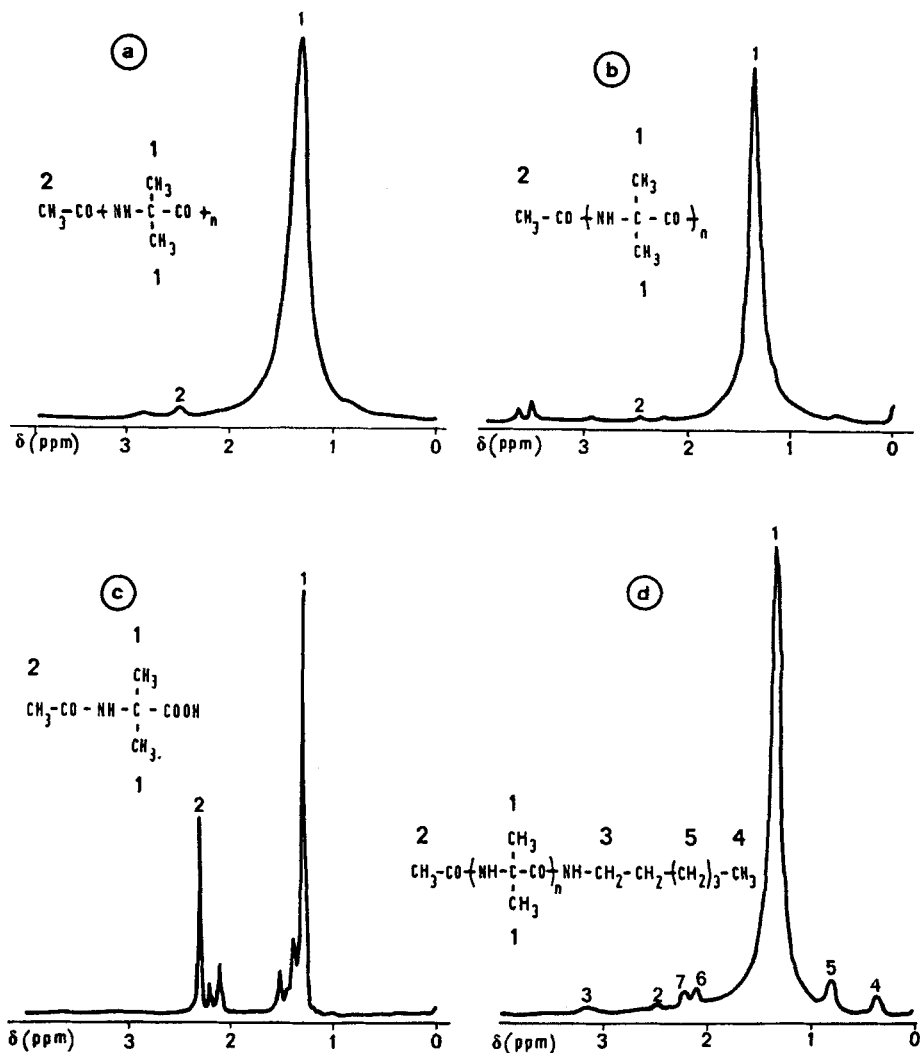 a
1
1
2
CH₃-CO+NH-C-CO+n
CH₃
CH₃
1
2
δ(ppm) 3 2 1 0
b
1
1
2
CH₃
CH₃-CO-(NH-C-CO)n
CH₃
1
2
δ(ppm) 3 2 1 0
c
1
1
2
CH₃
CH₃-CO-NH-C-COOH
CH₃.
1
2
δ(ppm) 3 2 1 0
d
1
1
2 3 5 4
CH₃
CH₃-CO-(NH-C-CO)n-NH-CH₂-CH₂-(CH₂)₃-CH₃
CH₃
1
3 2 7 6 5 4
δ(ppm) 3 2 1 0